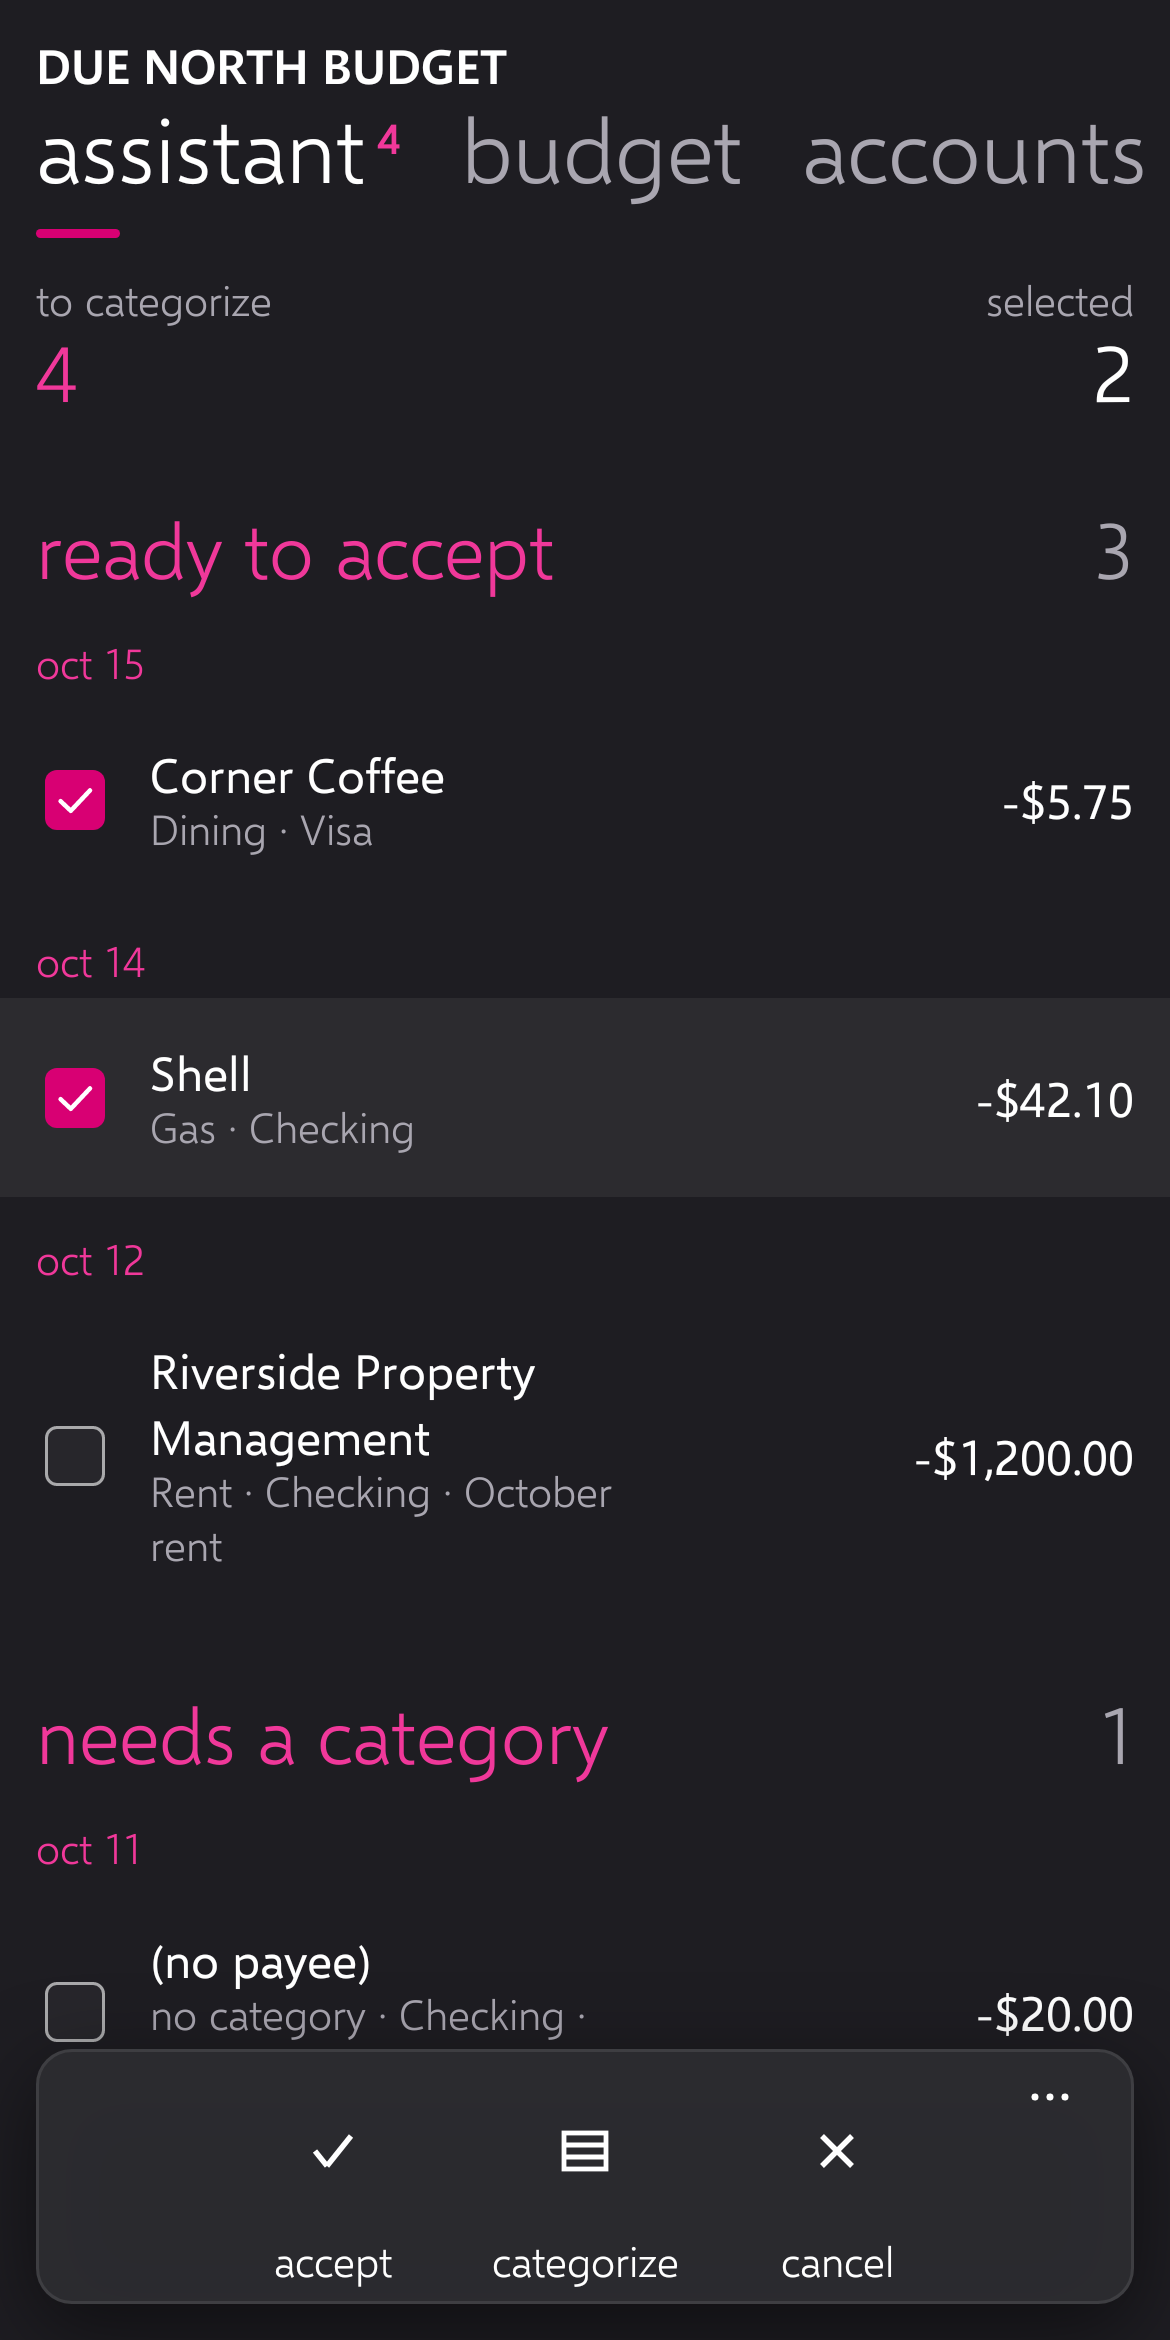 DUE NORTH BUDGET
assistant 4 budget accounts
to categorize selected
4 2
ready to accept 3
oct 15
Corner Coffee
Dining · Visa
-$5.75
oct 14
Shell
Gas · Checking
-$42.10
oct 12
Riverside Property
Management
Rent · Checking · October
rent
-$1,200.00
needs a category 1
oct 11
(no payee)
no category · Checking ·
-$20.00
accept categorize cancel